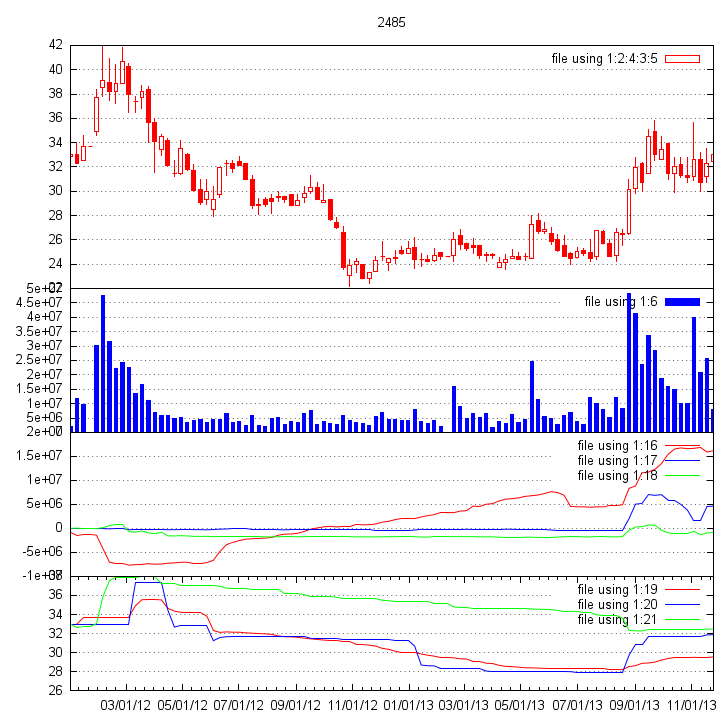 2485
42
file using 1:2:4:3:5
40
38
36
34
32
30
28
26
24
22
5e+07
file using 1:6
4.5e+07
4e+07
3.5e+07
3e+07
2.5e+07
2e+07
1.5e+07
1e+07
5e+06
0
2e+07
file using 1:16
1.5e+07
file using 1:17
file using 1:18
1e+07
5e+06
0
-5e+06
-1e+07
38
file using 1:19
36
file using 1:20
file using 1:21
34
32
30
28
26
03/01/12 05/01/12 07/01/12 09/01/12 11/01/12 01/01/13 03/01/13 05/01/13 07/01/13 09/01/13 11/01/13